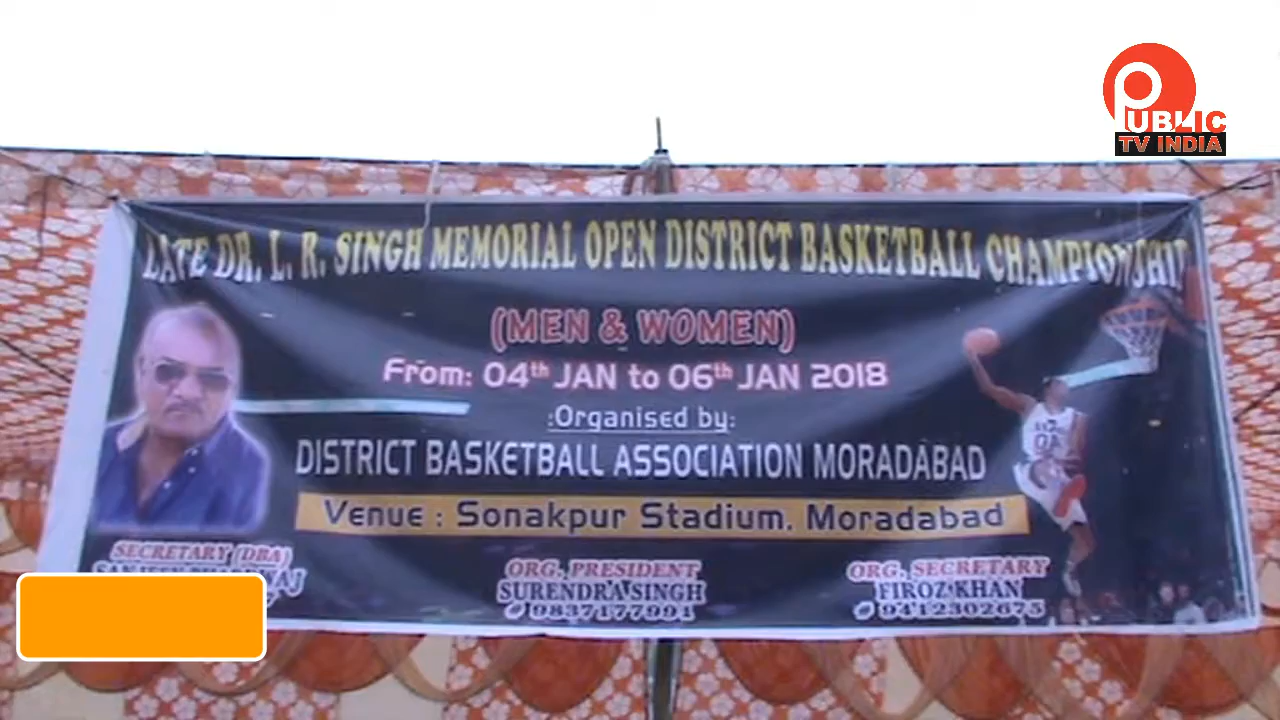 PUBLIC
TV INDIA
LATE DR. L. R. SINGH MEMORIAL OPEN DISTRICT BASKETBALL CHAMPIONSHIP
(MEN & WOMEN)
From: 04th JAN to 06th JAN 2018
:Organised by:
DISTRICT BASKETBALL ASSOCIATION MORADABAD
Venue : Sonakpur Stadium, Moradabad
SECRETARY (DBA)
ORG. PRESIDENT
SURENDRA SINGH
9837177991
ORG. SECRETARY
FIROZ KHAN
9412302675